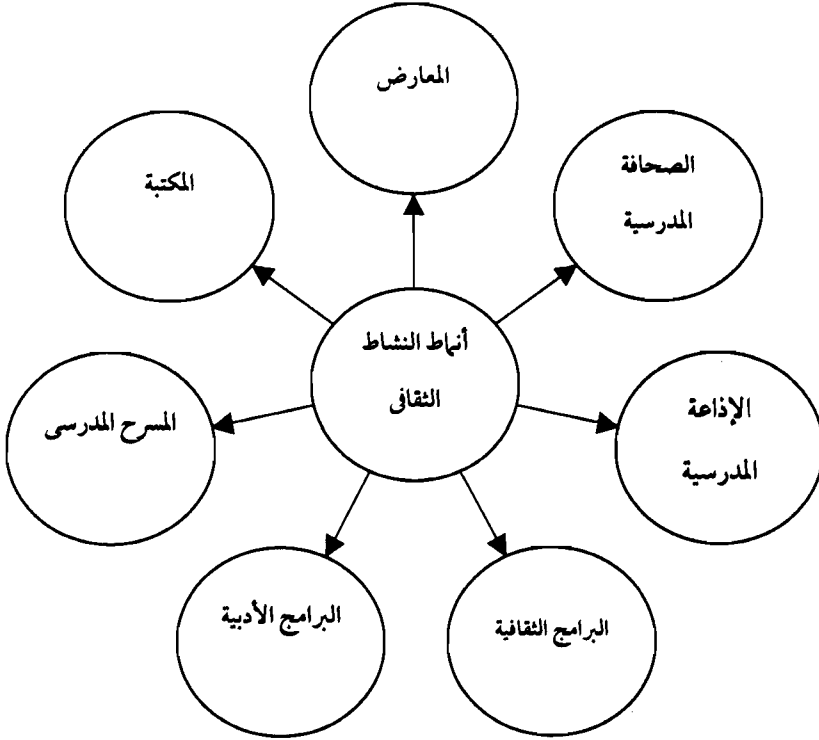 المعارض
الصحافة
المدرسية
المكتبة
أنماط النشاط
الثقافى
الإذاعة
المدرسية
المسرح المدرسى
البرامج الثقافية
البرامج الأدبية